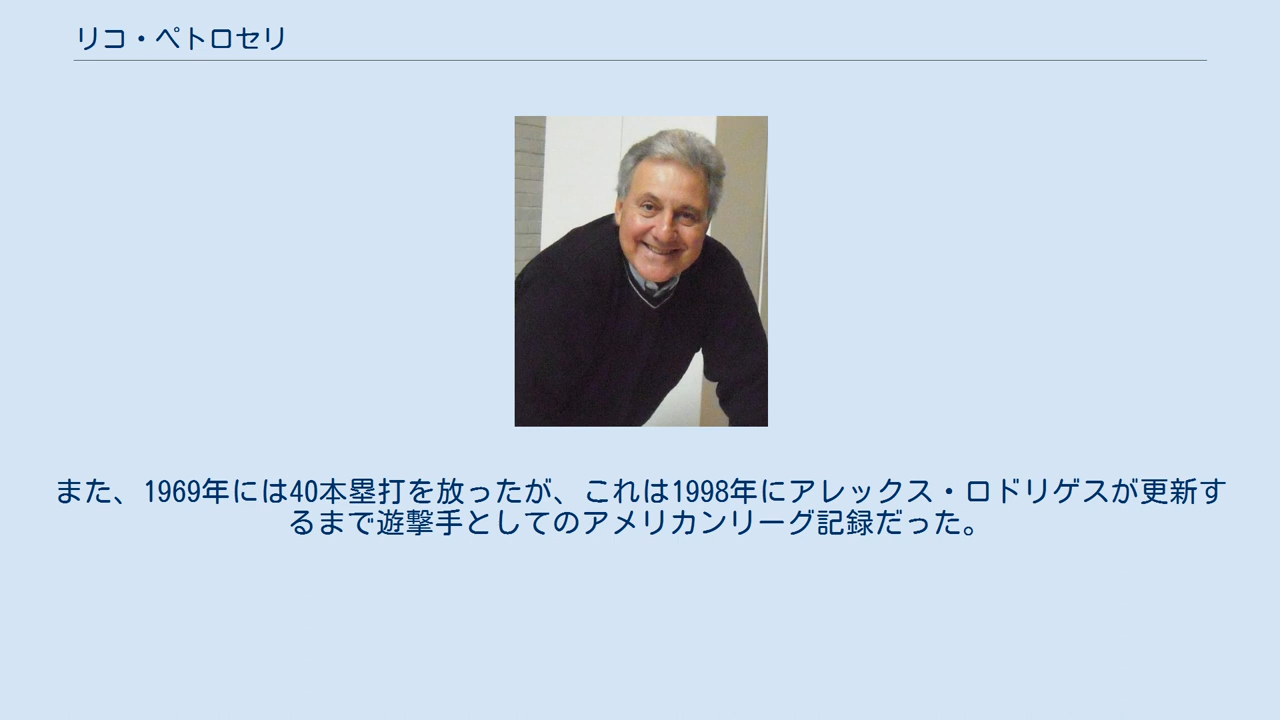 リコ・ペトロセリ
また、1969年には40本塁打を放ったが、これは1998年にアレックス・ロドリゲスが更新す
るまで遊撃手としてのアメリカンリーグ記録だった。